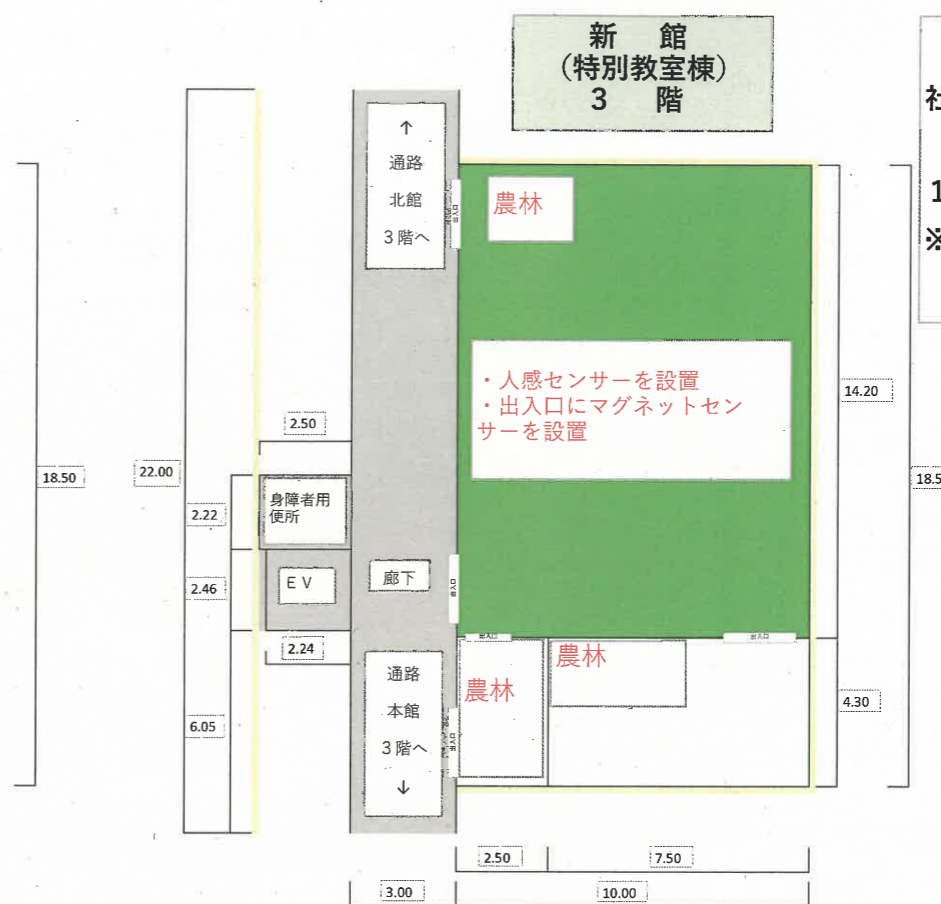 新 館
(特別教室棟)
3 階
社
1
※
↑
通路
北館
3階へ
出入口
農林
・人感センサーを設置
・出入口にマグネットセン
サーを設置
14.20
2.50
18.50
22.00
18.5
身障者用
便所
2.22
EV
廊下
出入口
2.46
出入口
出入口
2.24
通路
本館
3階へ
↓
出入口
農林
農林
4.30
6.05
2.50
7.50
3.00
10.00